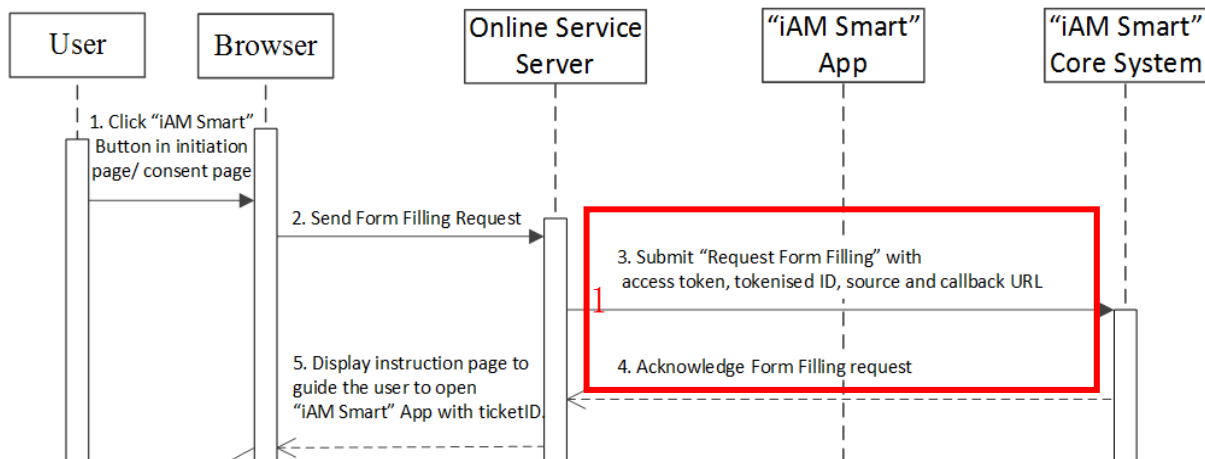 User
Browser
Online Service
Server
“iAM Smart”
App
“iAM Smart”
Core System
1. Click “iAM Smart”
Button in initiation
page/ consent page
2. Send Form Filling Request
3. Submit “Request Form Filling” with
access token, tokenised ID, source and callback URL
1
4. Acknowledge Form Filling request
5. Display instruction page to
guide the user to open
“iAM Smart” App with ticketID.